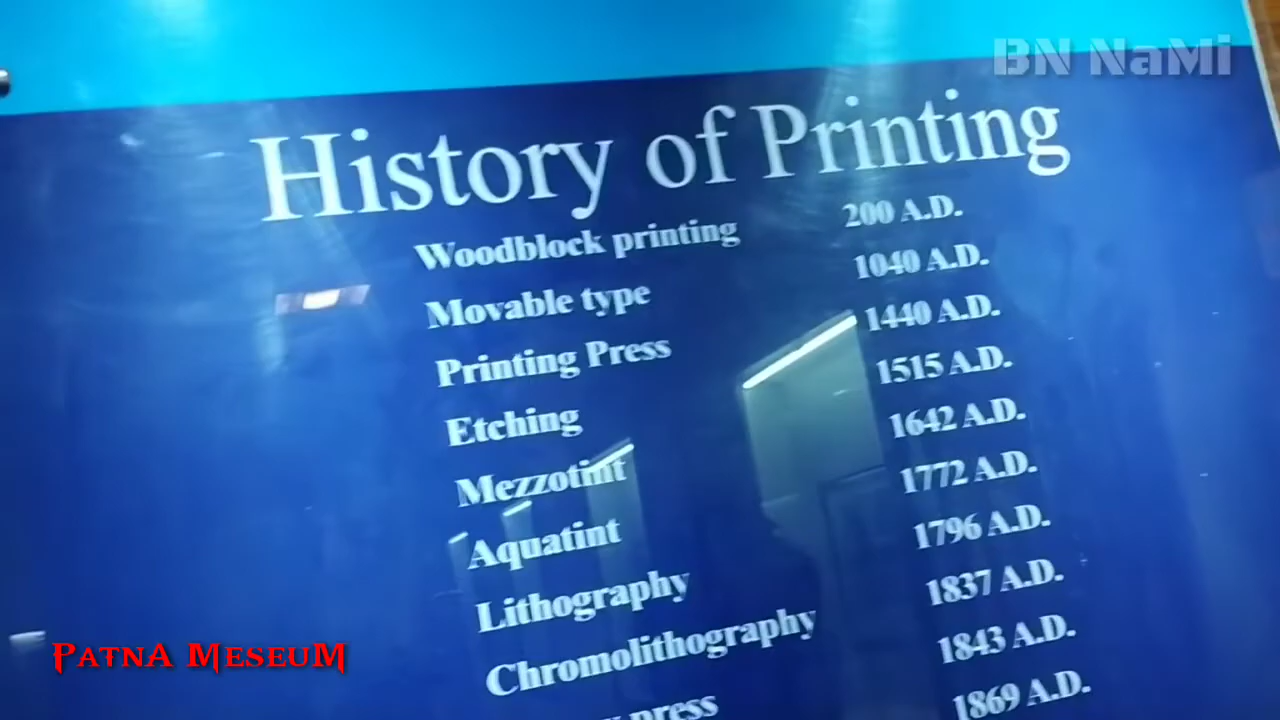 BN NaMi
History of Printing
Woodblock printing 200 A.D.
Movable type 1040 A.D.
Printing Press 1440 A.D.
Etching 1515 A.D.
Mezzotint 1642 A.D.
Aquatint 1772 A.D.
Lithography 1796 A.D.
Chromolithography 1837 A.D.
press 1843 A.D.
1869 A.D.
PATNA MESEUM